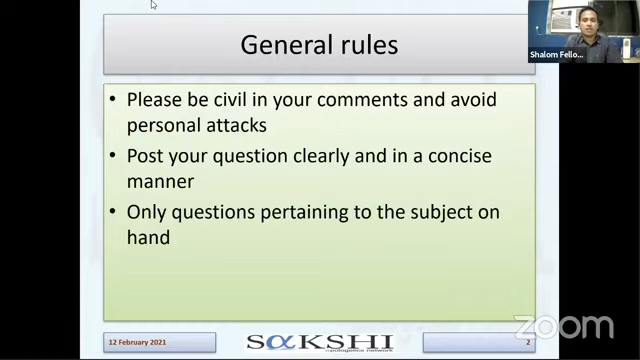 General rules
Shalom Fello...
• Please be civil in your comments and avoid
personal attacks
• Post your question clearly and in a concise
manner
• Only questions pertaining to the subject on
hand
12 February 2021
SαKSHI
apologetics network
2
zoom